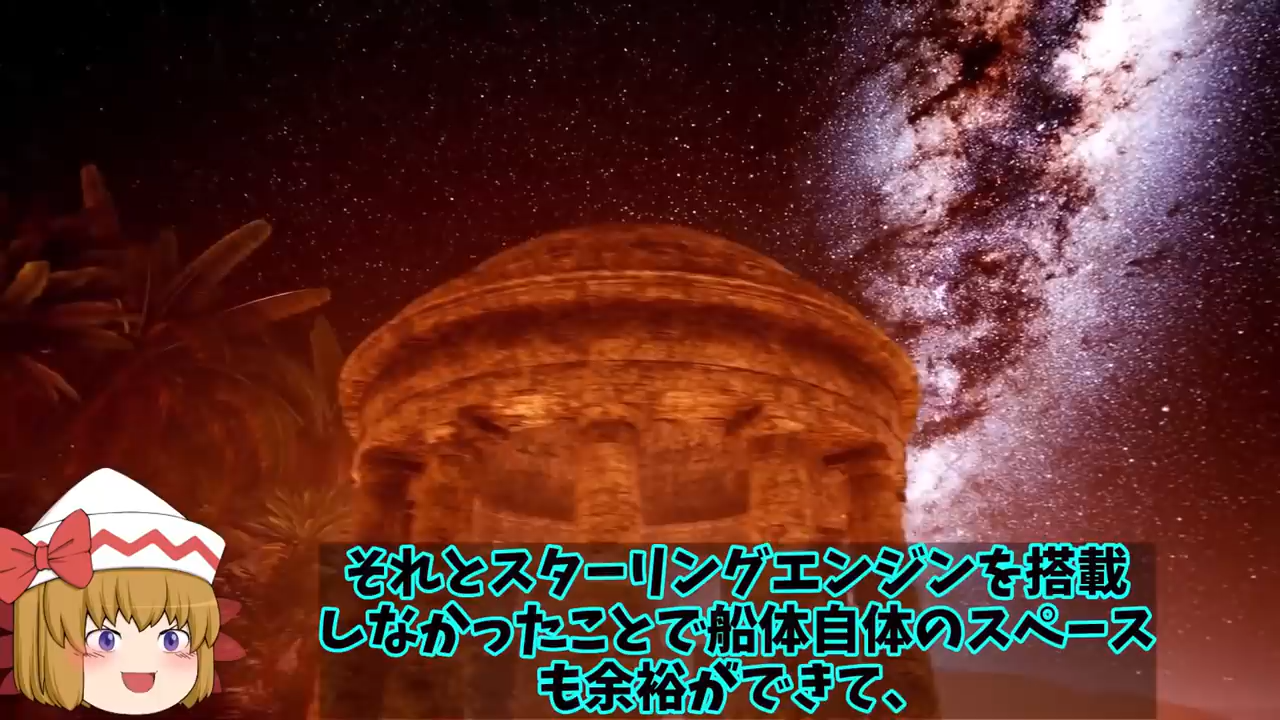 それとスターリングエンジンを搭載
しなかったことで船体自体のスペース
も余裕ができて、